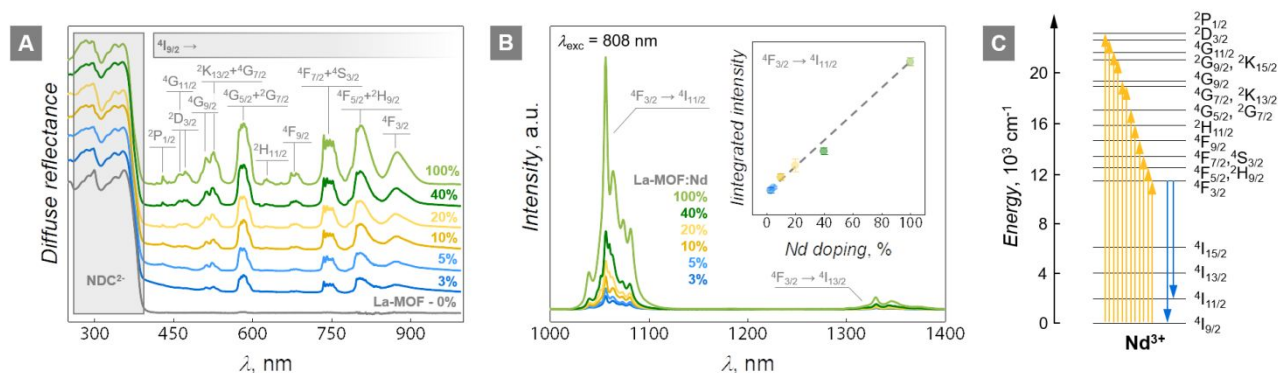 A
⁴I₉/₂ →
²K₁₃/₂+⁴G₇/₂
⁴F₇/₂+⁴S₃/₂
⁴G₁₁/₂
⁴G₅/₂+²G₇/₂
²D₃/₂
⁴G₉/₂
⁴F₅/₂+²H₉/₂
²P₁/₂
²H₁₁/₂
⁴F₉/₂
⁴F₃/₂
Diffuse reflectance
100%
40%
20%
10%
5%
3%
NDC²⁻
La-MOF - 0%
300 450 600 750 900
λ, nm
B
λexc = 808 nm
⁴F₃/₂ → ⁴I₁₁/₂
Intensity, a.u.
La-MOF:Nd
100%
40%
20%
10%
5%
3%
⁴F₃/₂ → ⁴I₁₁/₂
Iintegrated intensity
0 20 40 60 80 100
Nd doping, %
⁴F₃/₂ → ⁴I₁₃/₂
1000 1100 1200 1300 1400
λ, nm
C
Energy, 10³ cm⁻¹
20
16
12
8
4
0
²P₁/₂
²D₃/₂
⁴G₁₁/₂
²G₉/₂, ²K₁₅/₂
⁴G₉/₂
⁴G₇/₂, ²K₁₃/₂
⁴G₅/₂, ²G₇/₂
²H₁₁/₂
⁴F₉/₂
⁴F₇/₂,⁴S₃/₂
⁴F₅/₂,²H₉/₂
⁴F₃/₂
⁴I₁₅/₂
⁴I₁₃/₂
⁴I₁₁/₂
⁴I₉/₂
Nd³⁺